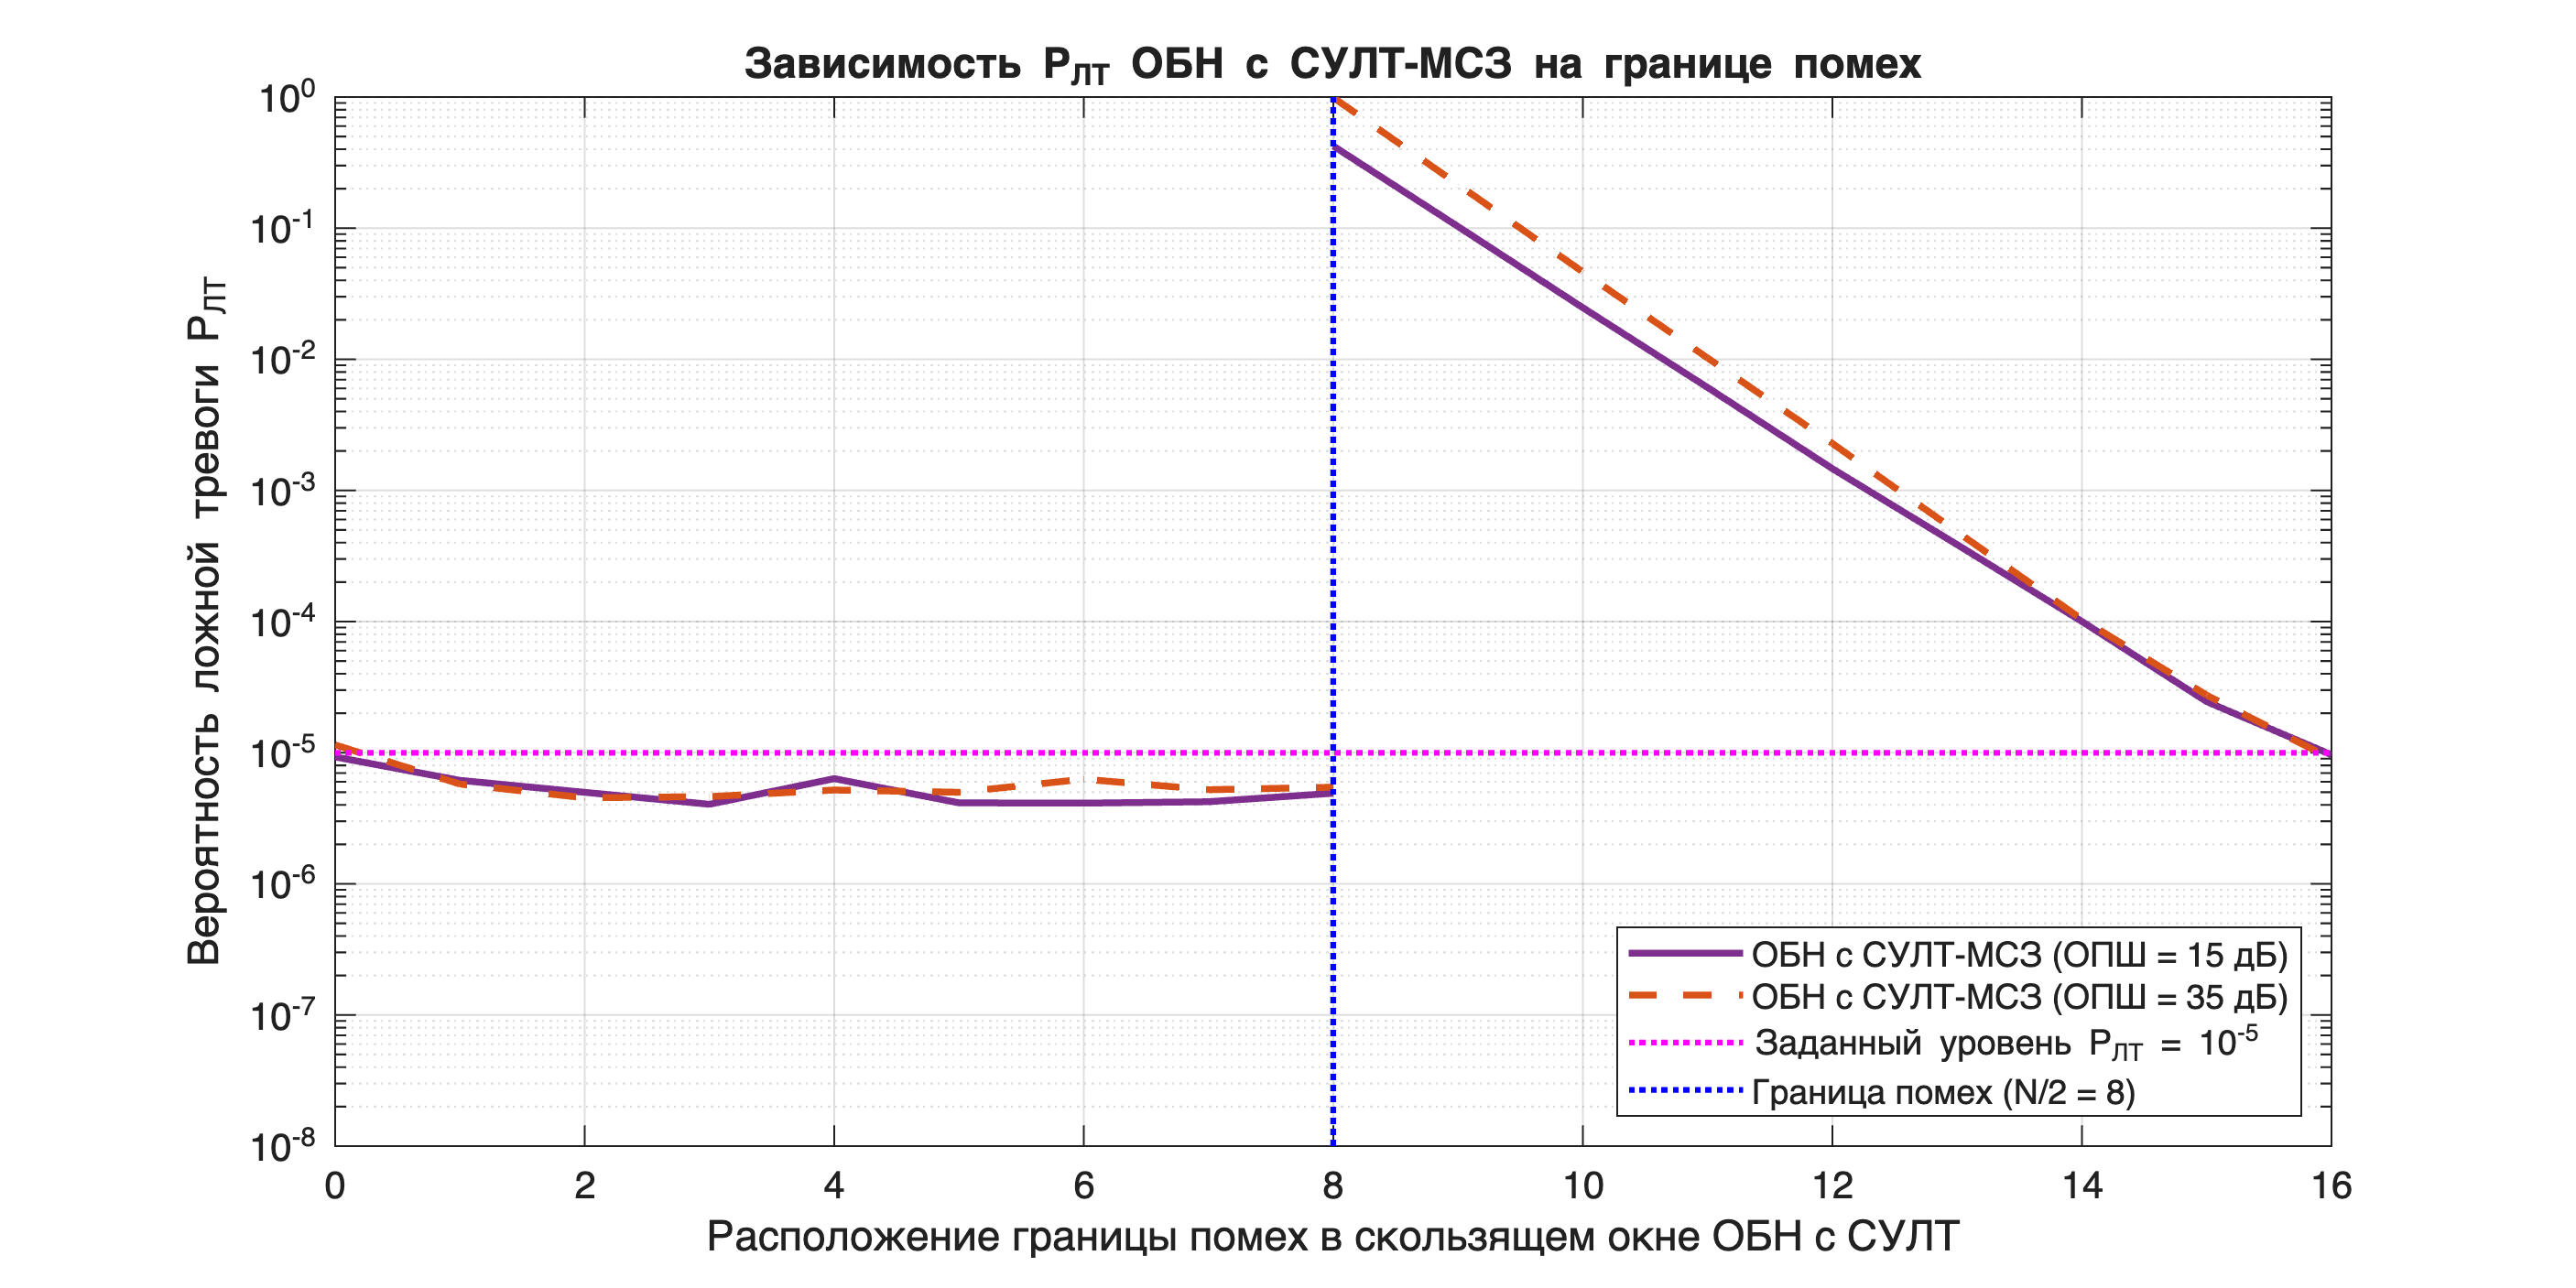 Зависимость PЛТ ОБН с СУЛТ-МСЗ на границе помех
Вероятность ложной тревоги PЛТ
10^0
10^-1
10^-2
10^-3
10^-4
10^-5
10^-6
10^-7
10^-8
0 2 4 6 8 10 12 14 16
Расположение границы помех в скользящем окне ОБН с СУЛТ
ОБН с СУЛТ-МСЗ (ОПШ = 15 дБ)
ОБН с СУЛТ-МСЗ (ОПШ = 35 дБ)
Заданный уровень PЛТ = 10^-5
Граница помех (N/2 = 8)